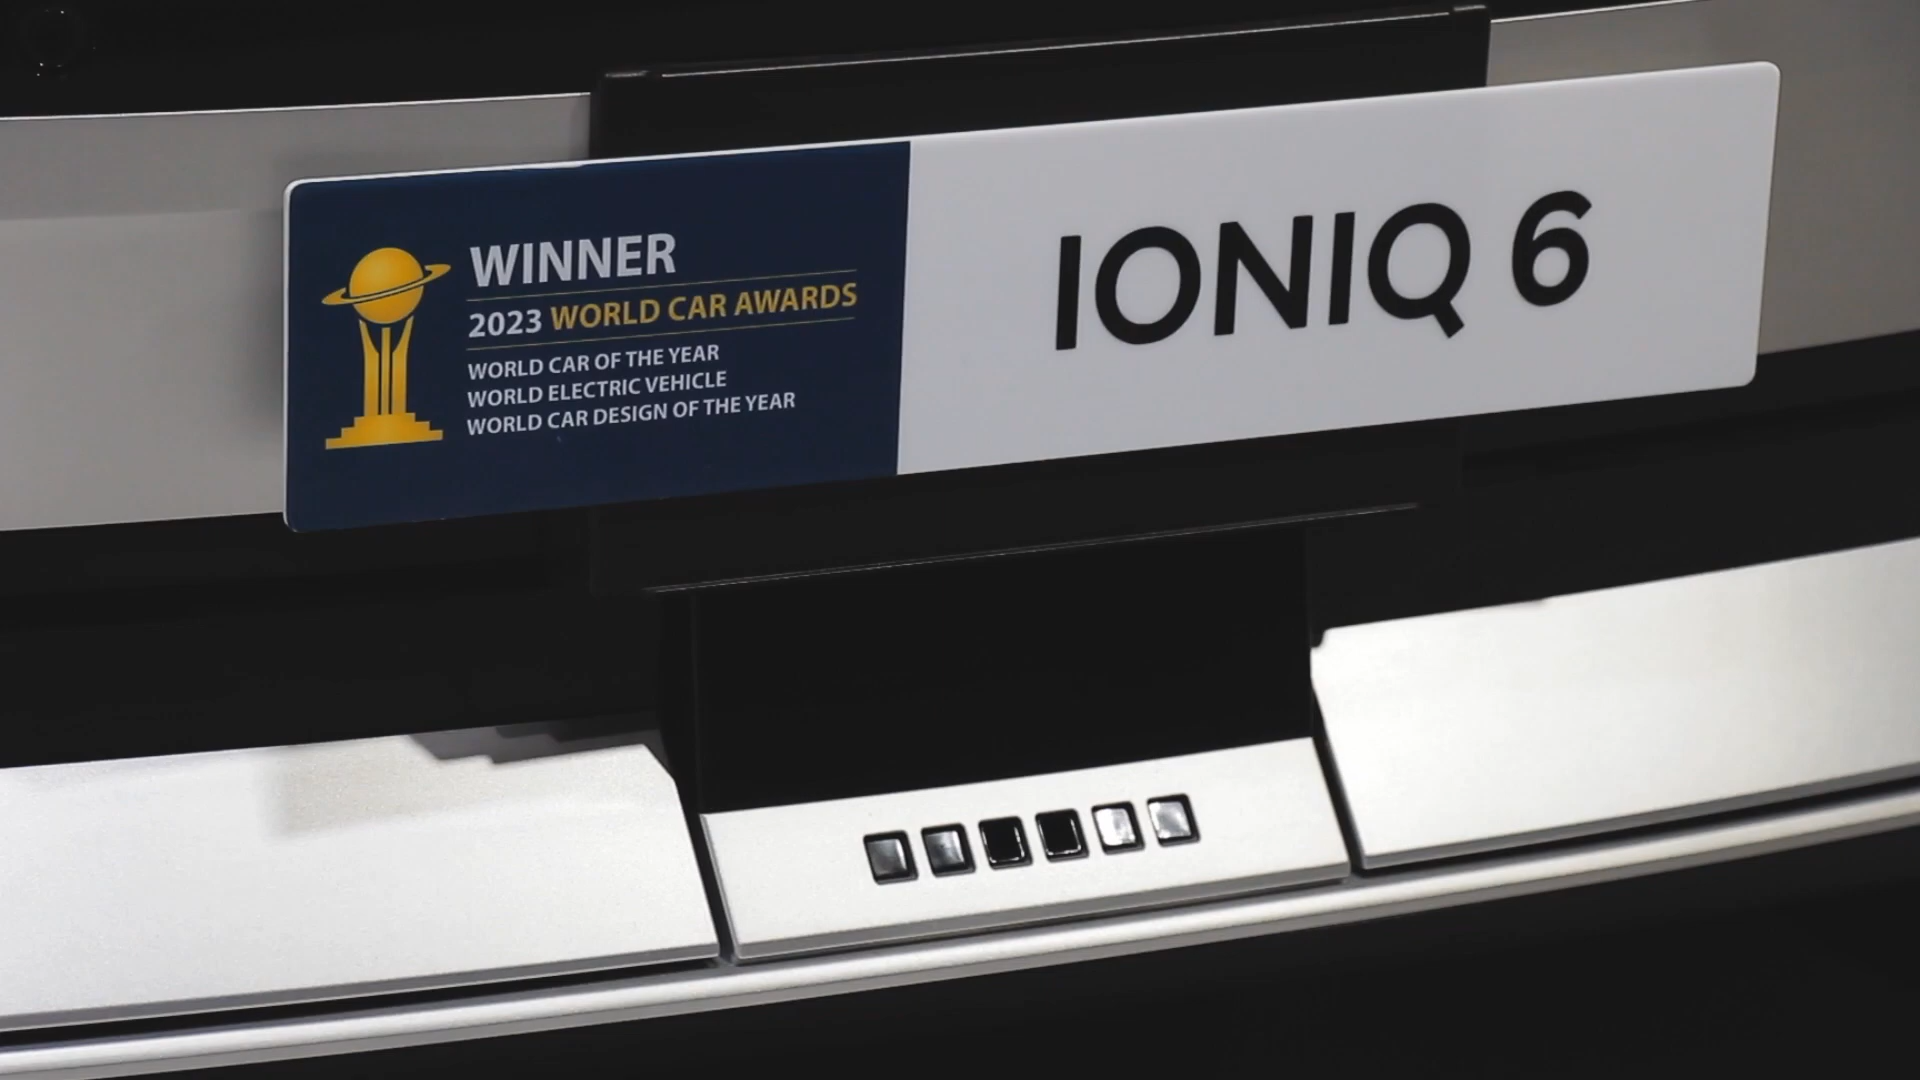 WINNER
2023 WORLD CAR AWARDS
WORLD CAR OF THE YEAR
WORLD ELECTRIC VEHICLE
WORLD CAR DESIGN OF THE YEAR
IONIQ 6